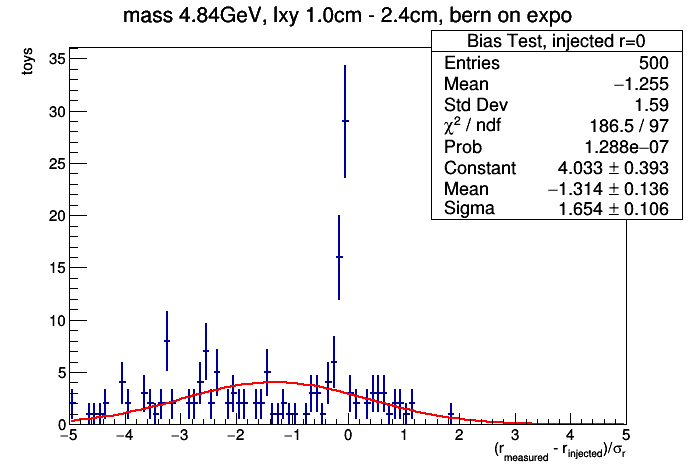 mass 4.84GeV, lxy 1.0cm - 2.4cm, bern on expo
Bias Test, injected r=0
Entries 500
Mean −1.255
Std Dev 1.59
χ² / ndf 186.5 / 97
Prob 1.288e−07
Constant 4.033 ± 0.393
Mean −1.314 ± 0.136
Sigma 1.654 ± 0.106
toys
35
30
25
20
15
10
5
0
−5 −4 −3 −2 −1 0 1 2 3 4 5
(r_measured - r_injected)/σ_r